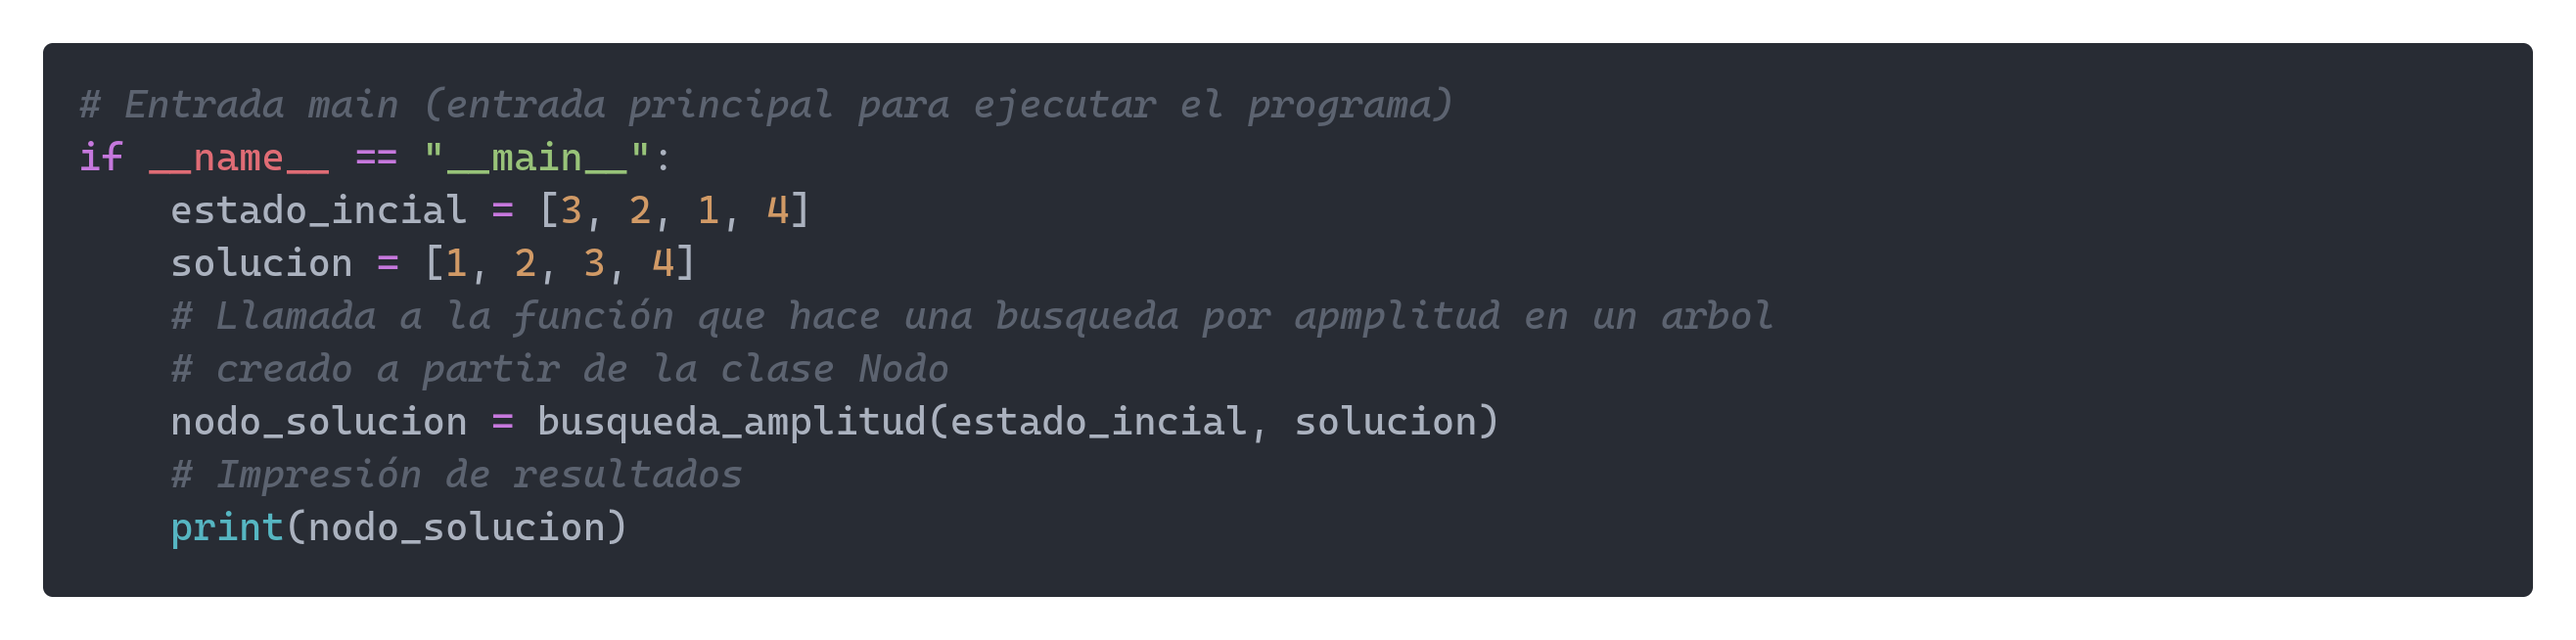 # Entrada main (entrada principal para ejecutar el programa)
if __name__ == "__main__":
    estado_incial = [3, 2, 1, 4]
    solucion = [1, 2, 3, 4]
    # Llamada a la función que hace una busqueda por apmplitud en un arbol
    # creado a partir de la clase Nodo
    nodo_solucion = busqueda_amplitud(estado_incial, solucion)
    # Impresión de resultados
    print(nodo_solucion)